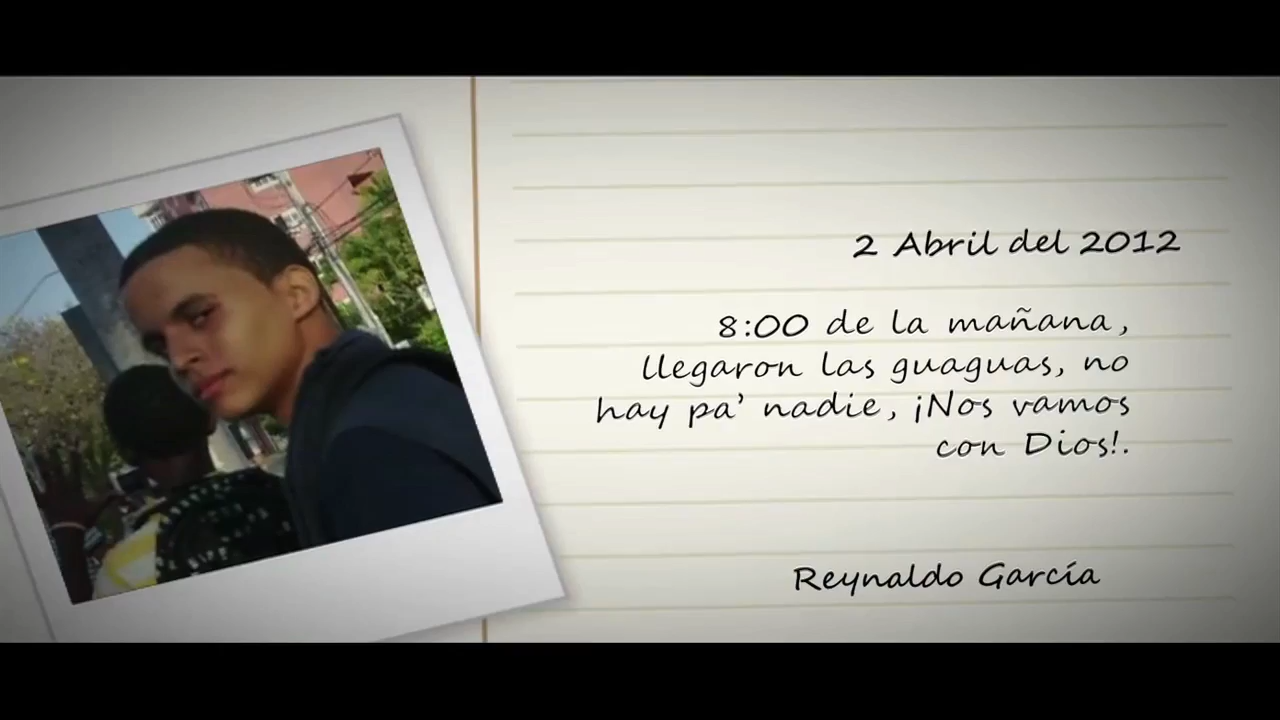 2 Abril del 2012
8:00 de la mañana,
llegaron las guaguas, no
hay pa' nadie, ¡Nos vamos
con Dios!.
Reynaldo García